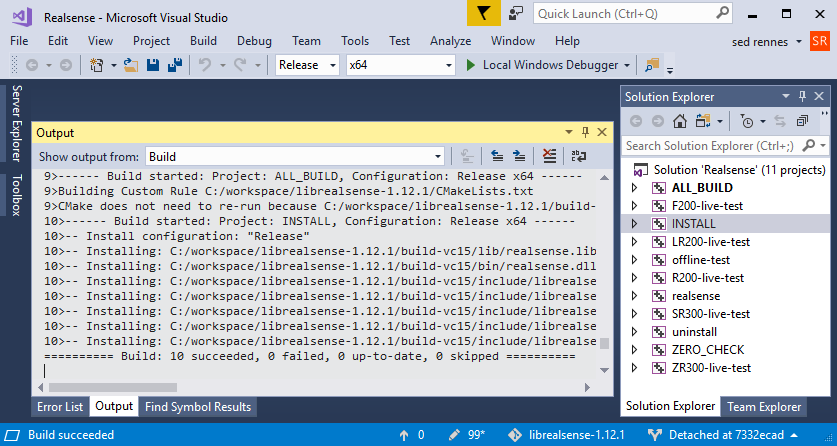 Realsense - Microsoft Visual Studio
Quick Launch (Ctrl+Q)
File Edit View Project Build Debug Team Tools Test Analyze Window Help sed rennes SR
Release x64 Local Windows Debugger
Server Explorer
Toolbox
Output
Show output from: Build
9>------ Build started: Project: ALL_BUILD, Configuration: Release x64 ------
9>Building Custom Rule C:/workspace/librealsense-1.12.1/CMakeLists.txt
9>CMake does not need to re-run because C:/workspace/librealsense-1.12.1/build-
10>------ Build started: Project: INSTALL, Configuration: Release x64 ------
10>-- Install configuration: "Release"
10>-- Installing: C:/workspace/librealsense-1.12.1/build-vc15/lib/realsense.lib
10>-- Installing: C:/workspace/librealsense-1.12.1/build-vc15/bin/realsense.dll
10>-- Installing: C:/workspace/librealsense-1.12.1/build-vc15/include/librealse
10>-- Installing: C:/workspace/librealsense-1.12.1/build-vc15/include/librealse
10>-- Installing: C:/workspace/librealsense-1.12.1/build-vc15/include/librealse
10>-- Installing: C:/workspace/librealsense-1.12.1/build-vc15/include/librealse
10>-- Installing: C:/workspace/librealsense-1.12.1/build-vc15/include/librealse
========== Build: 10 succeeded, 0 failed, 0 up-to-date, 0 skipped ==========
Error List Output Find Symbol Results
Solution Explorer
Search Solution Explorer (Ctrl+;)
Solution 'Realsense' (11 projects)
ALL_BUILD
F200-live-test
INSTALL
LR200-live-test
offline-test
R200-live-test
realsense
SR300-live-test
uninstall
ZERO_CHECK
ZR300-live-test
Solution Explorer Team Explorer
Build succeeded 0 99* librealsense-1.12.1 Detached at 7332ecad